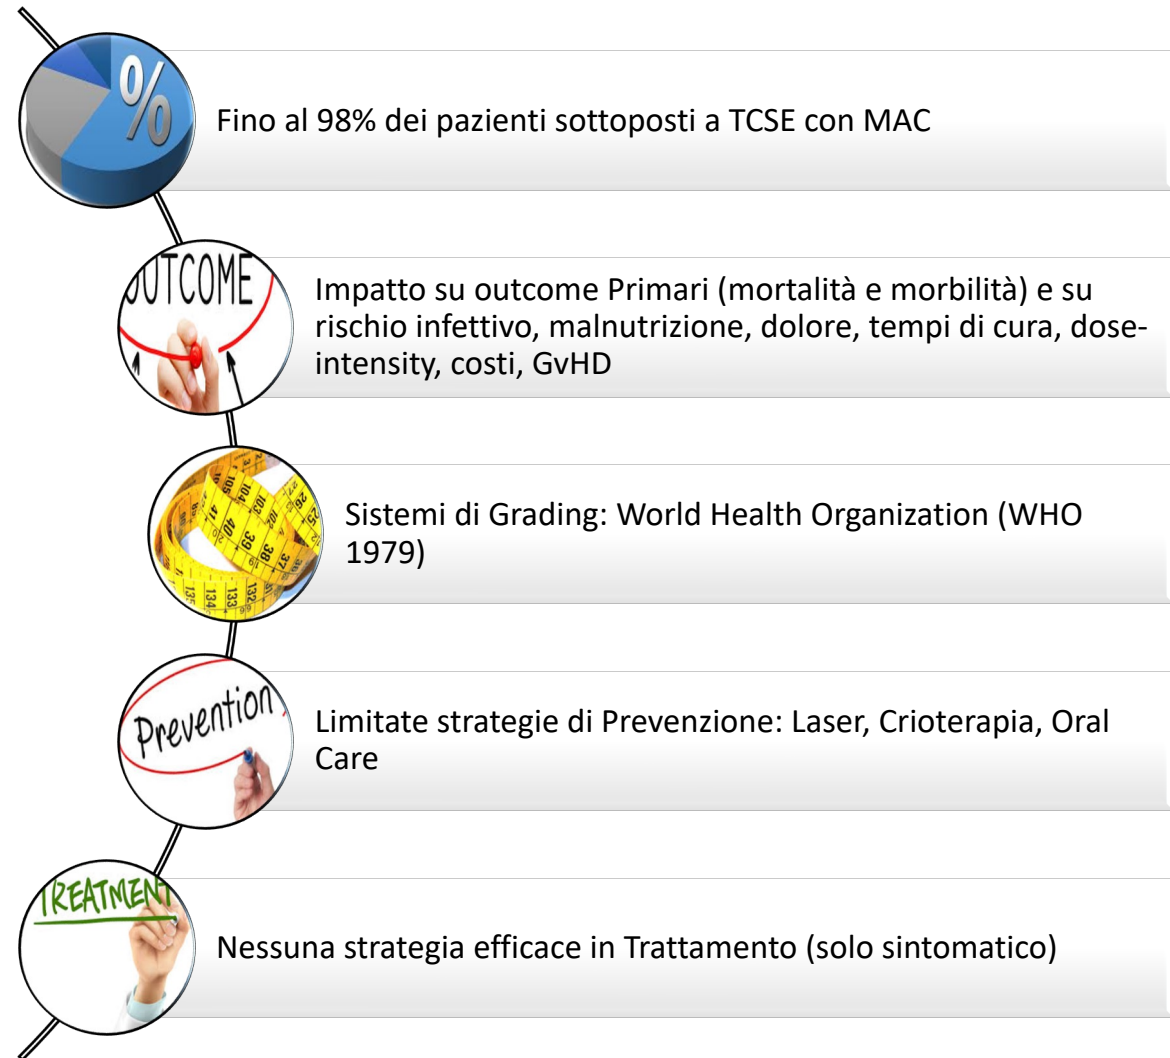 %
Fino al 98% dei pazienti sottoposti a TCSE con MAC
OUTCOME
Impatto su outcome Primari (mortalità e morbilità) e su
rischio infettivo, malnutrizione, dolore, tempi di cura, dose-
intensity, costi, GvHD
Sistemi di Grading: World Health Organization (WHO
1979)
Prevention
Limitate strategie di Prevenzione: Laser, Crioterapia, Oral
Care
TREATMENT
Nessuna strategia efficace in Trattamento (solo sintomatico)